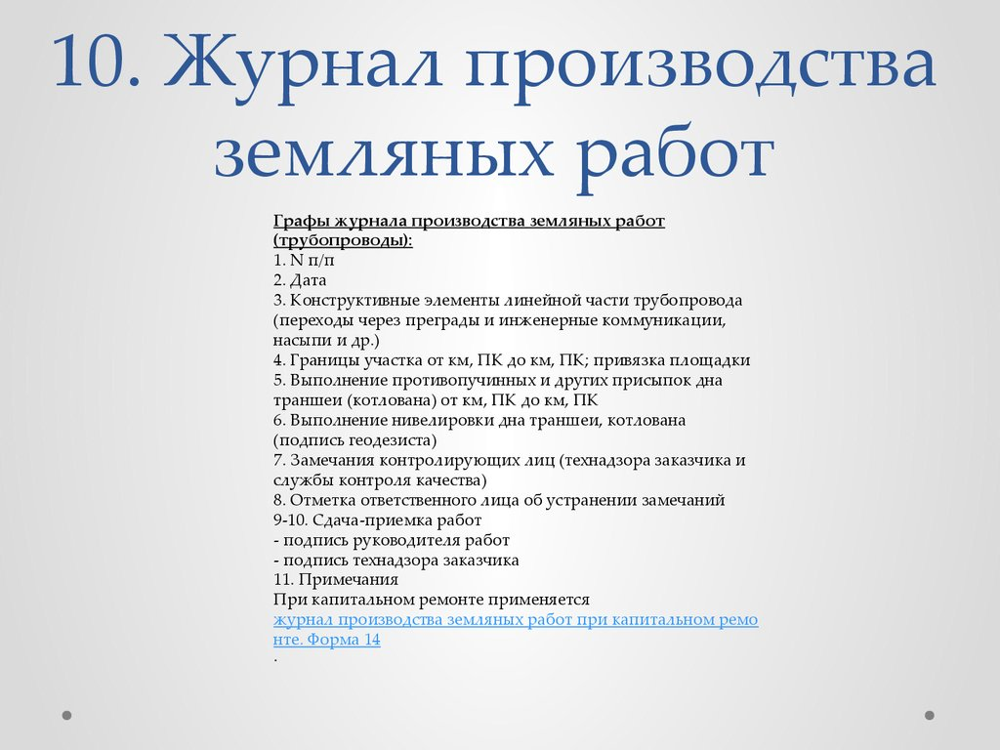 10. Журнал производства
земляных работ
Графы журнала производства земляных работ
(трубопроводы):
1. N п/п
2. Дата
3. Конструктивные элементы линейной части трубопровода
(переходы через преграды и инженерные коммуникации,
насыпи и др.)
4. Границы участка от км, ПК до км, ПК; привязка площадки
5. Выполнение противопучинных и других присыпок дна
траншеи (котлована) от км, ПК до км, ПК
6. Выполнение нивелировки дна траншеи, котлована
(подпись геодезиста)
7. Замечания контролирующих лиц (технадзора заказчика и
службы контроля качества)
8. Отметка ответственного лица об устранении замечаний
9-10. Сдача-приемка работ
- подпись руководителя работ
- подпись технадзора заказчика
11. Примечания
При капитальном ремонте применяется
журнал производства земляных работ при капитальном ремо
нте. Форма 14
.